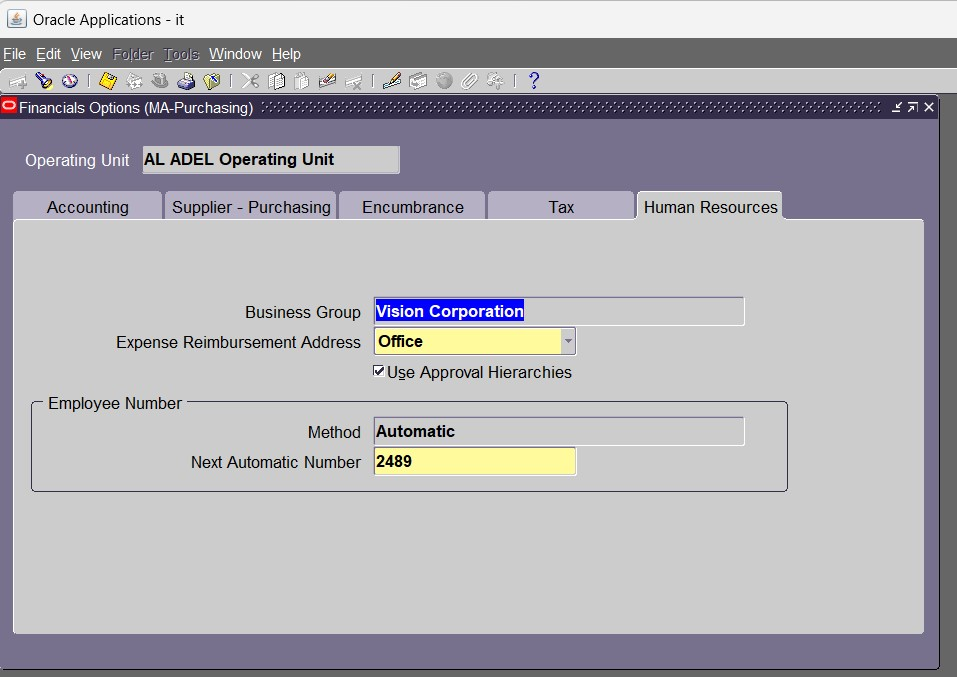 Oracle Applications - it
File Edit View Folder Tools Window Help
?
Financials Options (MA-Purchasing)
Operating Unit AL ADEL Operating Unit
Accounting Supplier - Purchasing Encumbrance Tax Human Resources
Business Group Vision Corporation
Expense Reimbursement Address Office
Use Approval Hierarchies
Employee Number
Method Automatic
Next Automatic Number 2489